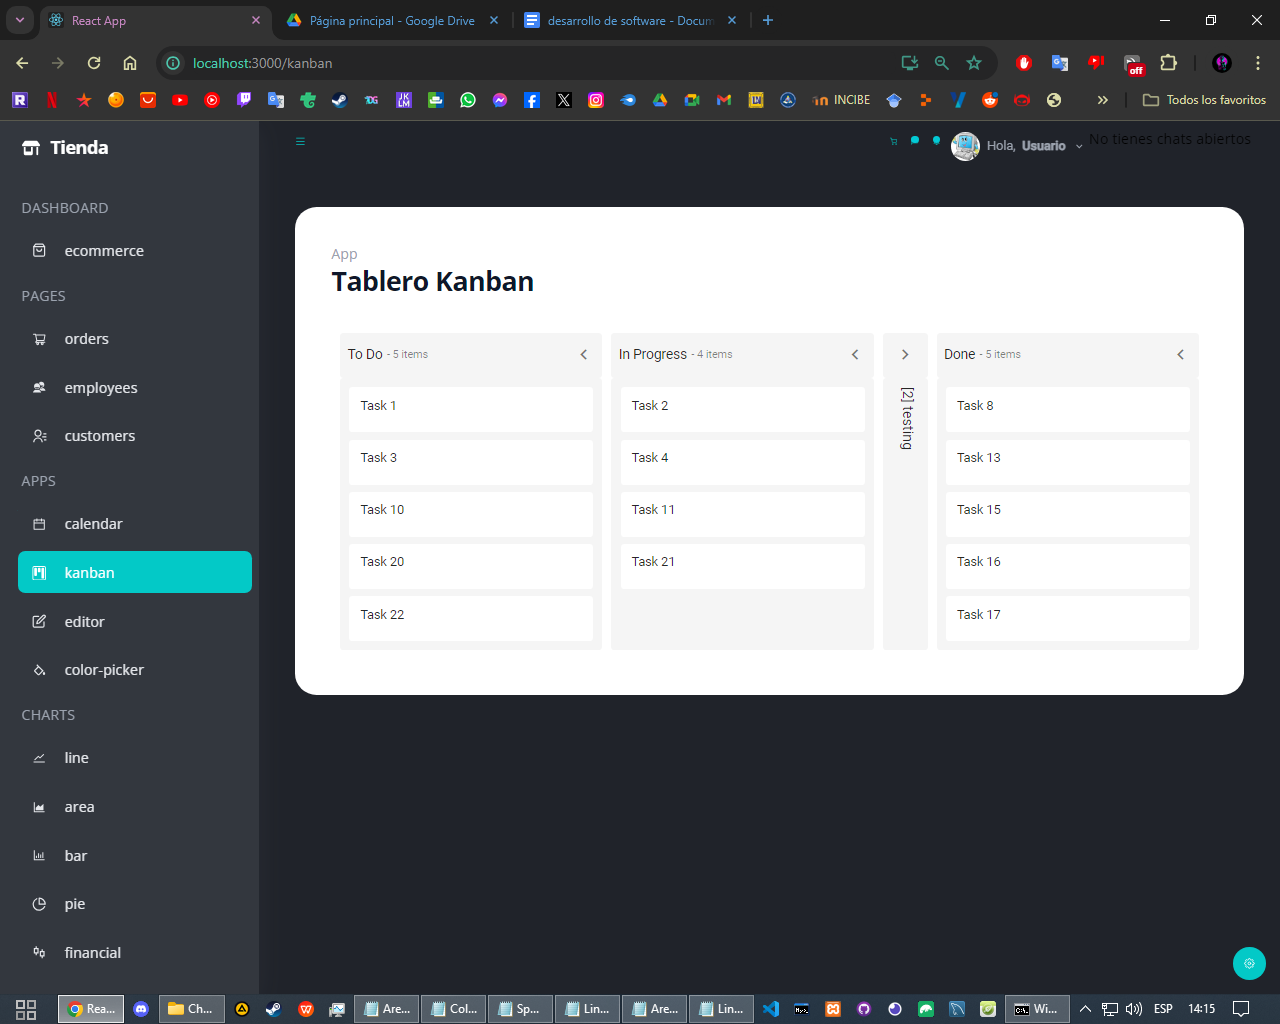 React App
Página principal - Google Drive
desarrollo de software - Docum
localhost:3000/kanban
off
INCIBE
Todos los favoritos
Tienda
Hola, Usuario
No tienes chats abiertos
DASHBOARD
ecommerce
PAGES
orders
employees
customers
APPS
calendar
kanban
editor
color-picker
CHARTS
line
area
bar
pie
financial
App
Tablero Kanban
To Do - 5 items
Task 1
Task 3
Task 10
Task 20
Task 22
In Progress - 4 items
Task 2
Task 4
Task 11
Task 21
[2] testing
Done - 5 items
Task 8
Task 13
Task 15
Task 16
Task 17
Rea...
Ch...
Are...
Col...
Sp...
Lin...
Are...
Lin...
Wi...
ESP
14:15